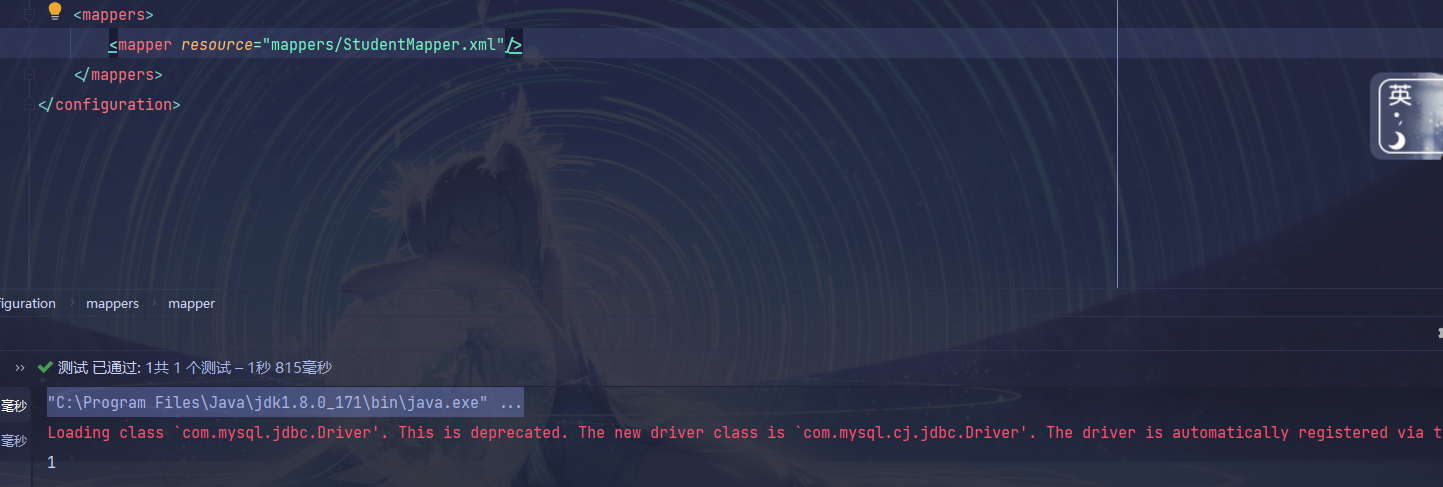 <mappers>
<mapper resource="mappers/StudentMapper.xml"/>
</mappers>
</configuration>
英
iguration › mappers › mapper
›› 测试 已通过: 1共 1 个测试 – 1秒 815毫秒
毫秒 "C:\Program Files\Java\jdk1.8.0_171\bin\java.exe" ...
毫秒 Loading class `com.mysql.jdbc.Driver'. This is deprecated. The new driver class is `com.mysql.cj.jdbc.Driver'. The driver is automatically registered via t
1